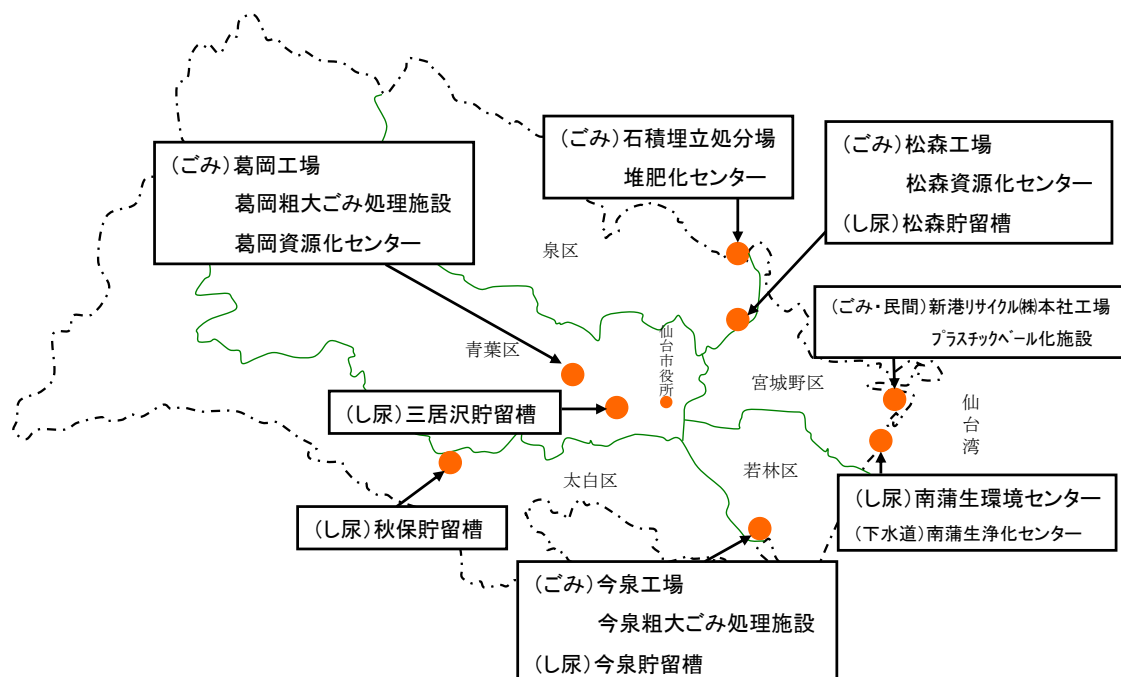 (ごみ)石積埋立処分場
堆肥化センター
(ごみ)松森工場
松森資源化センター
(し尿)松森貯留槽
(ごみ)葛岡工場
葛岡粗大ごみ処理施設
葛岡資源化センター
泉区
(ごみ・民間)新港リサイクル㈱本社工場
プラスチックベール化施設
青葉区
仙台市役所
宮城野区
(し尿)三居沢貯留槽
仙台湾
太白区
若林区
(し尿)南蒲生環境センター
(下水道)南蒲生浄化センター
(し尿)秋保貯留槽
(ごみ)今泉工場
今泉粗大ごみ処理施設
(し尿)今泉貯留槽